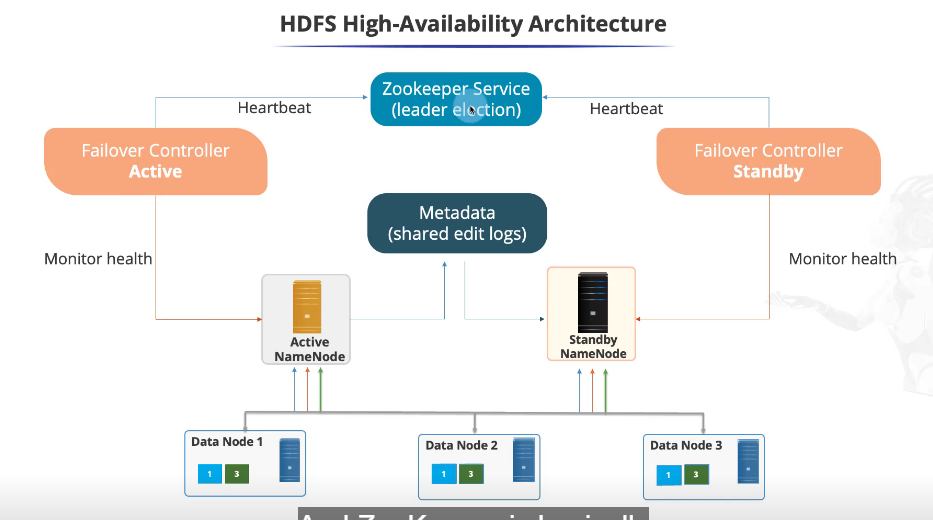 HDFS High-Availability Architecture
Zookeeper Service
(leader election)
Heartbeat
Heartbeat
Failover Controller
Active
Failover Controller
Standby
Metadata
(shared edit logs)
Monitor health
Monitor health
Active
NameNode
Standby
NameNode
Data Node 1
1 3
Data Node 2
1 3
Data Node 3
1 3